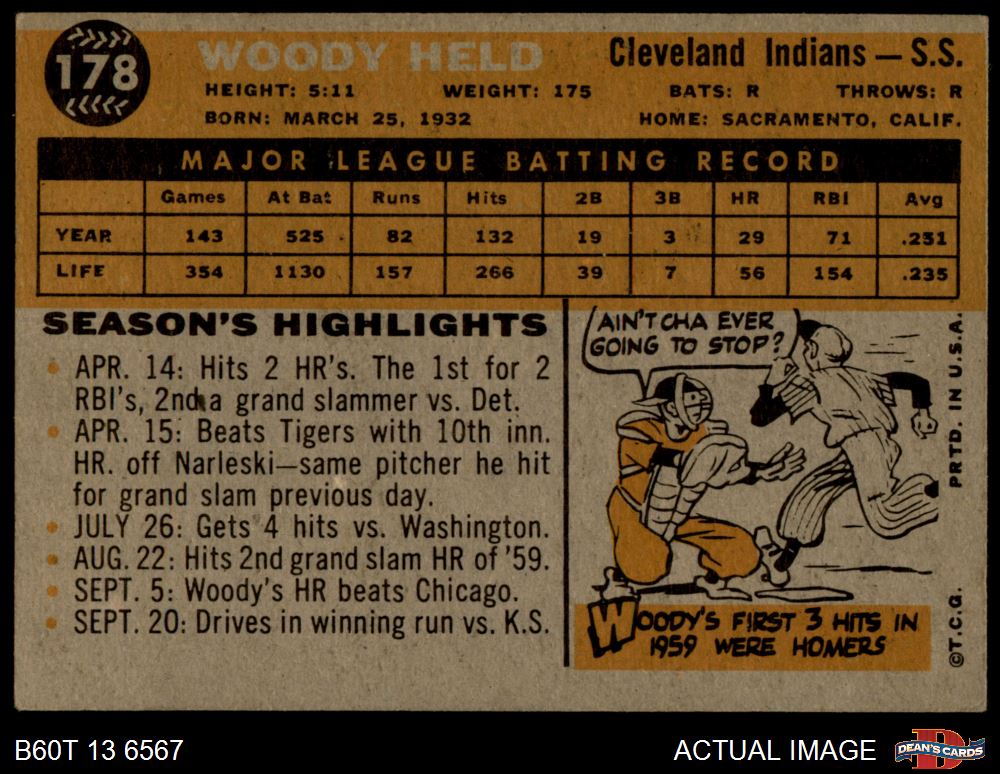 178
WOODY HELD
Cleveland Indians — S.S.
HEIGHT: 5:11 WEIGHT: 175 BATS: R THROWS: R
BORN: MARCH 25, 1932 HOME: SACRAMENTO, CALIF.
MAJOR LEAGUE BATTING RECORD
Games At Bat Runs Hits 2B 3B HR RBI Avg
YEAR 143 525 82 132 19 3 29 71 .251
LIFE 354 1130 157 266 39 7 56 154 .235
SEASON'S HIGHLIGHTS
• APR. 14: Hits 2 HR's. The 1st for 2
RBI's, 2nd a grand slammer vs. Det.
• APR. 15: Beats Tigers with 10th inn.
HR. off Narleski—same pitcher he hit
for grand slam previous day.
• JULY 26: Gets 4 hits vs. Washington.
• AUG. 22: Hits 2nd grand slam HR of '59.
• SEPT. 5: Woody's HR beats Chicago.
• SEPT. 20: Drives in winning run vs. K.S.
AIN'T CHA EVER
GOING TO STOP?
WOODY'S FIRST 3 HITS IN
1959 WERE HOMERS
PRTD. IN U.S.A.
©T.C.G.
B60T 13 6567
ACTUAL IMAGE
D
DEAN'S CARDS